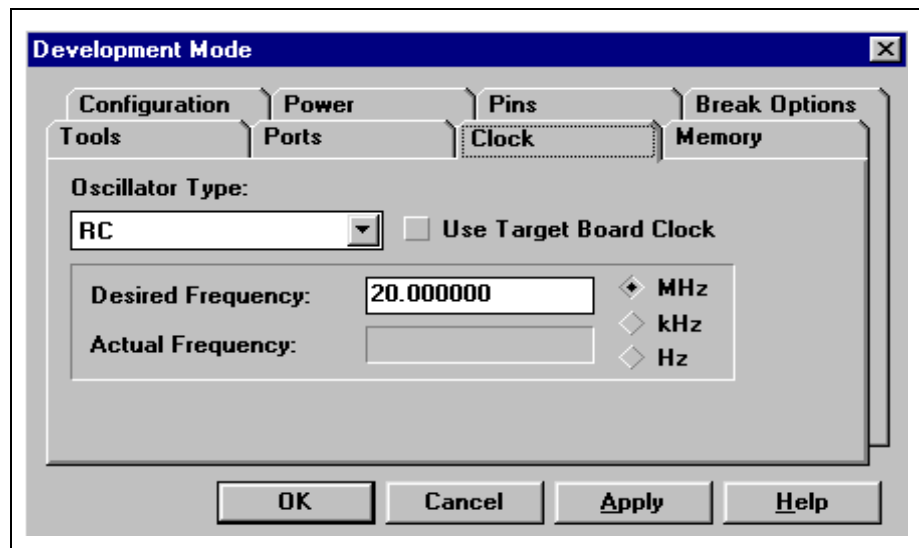 Development Mode
Configuration Power Pins Break Options
Tools Ports Clock Memory
Oscillator Type:
RC Use Target Board Clock
Desired Frequency: 20.000000 MHz
kHz
Actual Frequency:
Hz
OK Cancel Apply Help